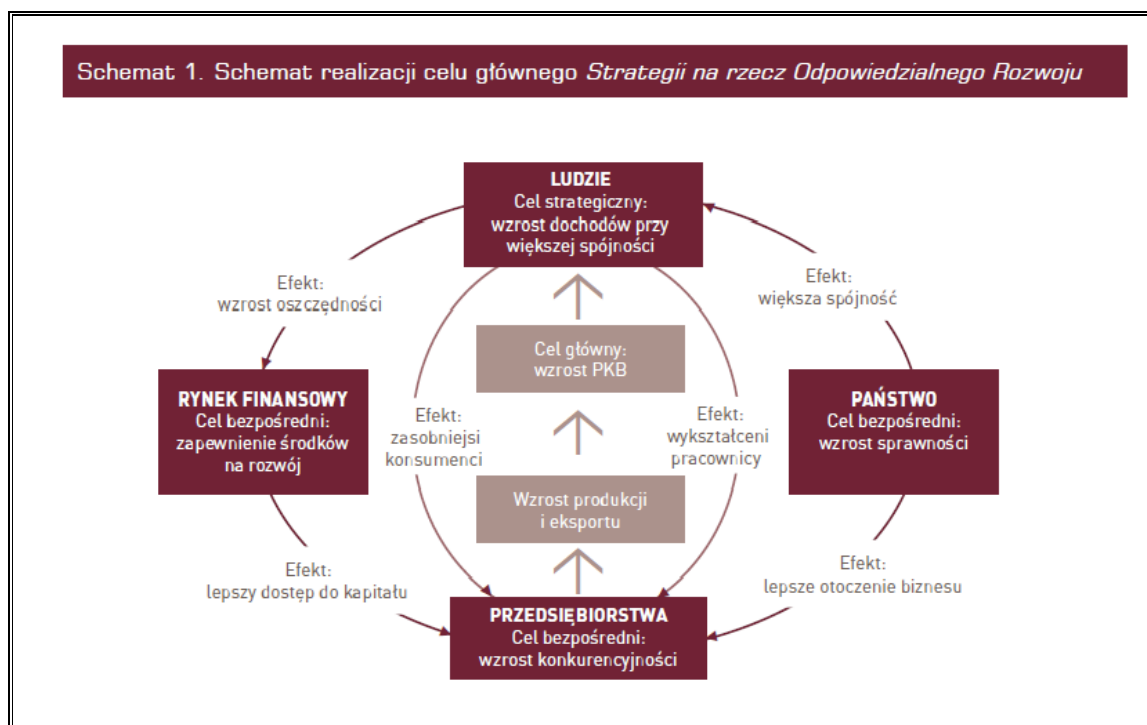 Schemat 1. Schemat realizacji celu głównego Strategii na rzecz Odpowiedzialnego Rozwoju
LUDZIE
Cel strategiczny:
wzrost dochodów przy
większej spójności
Efekt:
wzrost oszczędności
Efekt:
większa spójność
Cel główny:
wzrost PKB
RYNEK FINANSOWY
Cel bezpośredni:
zapewnienie środków
na rozwój
Efekt:
zasobniejsi
konsumenci
Efekt:
wykształceni
pracownicy
PAŃSTWO
Cel bezpośredni:
wzrost sprawności
Wzrost produkcji
i eksportu
Efekt:
lepszy dostęp do kapitału
Efekt:
lepsze otoczenie biznesu
PRZEDSIĘBIORSTWA
Cel bezpośredni:
wzrost konkurencyjności